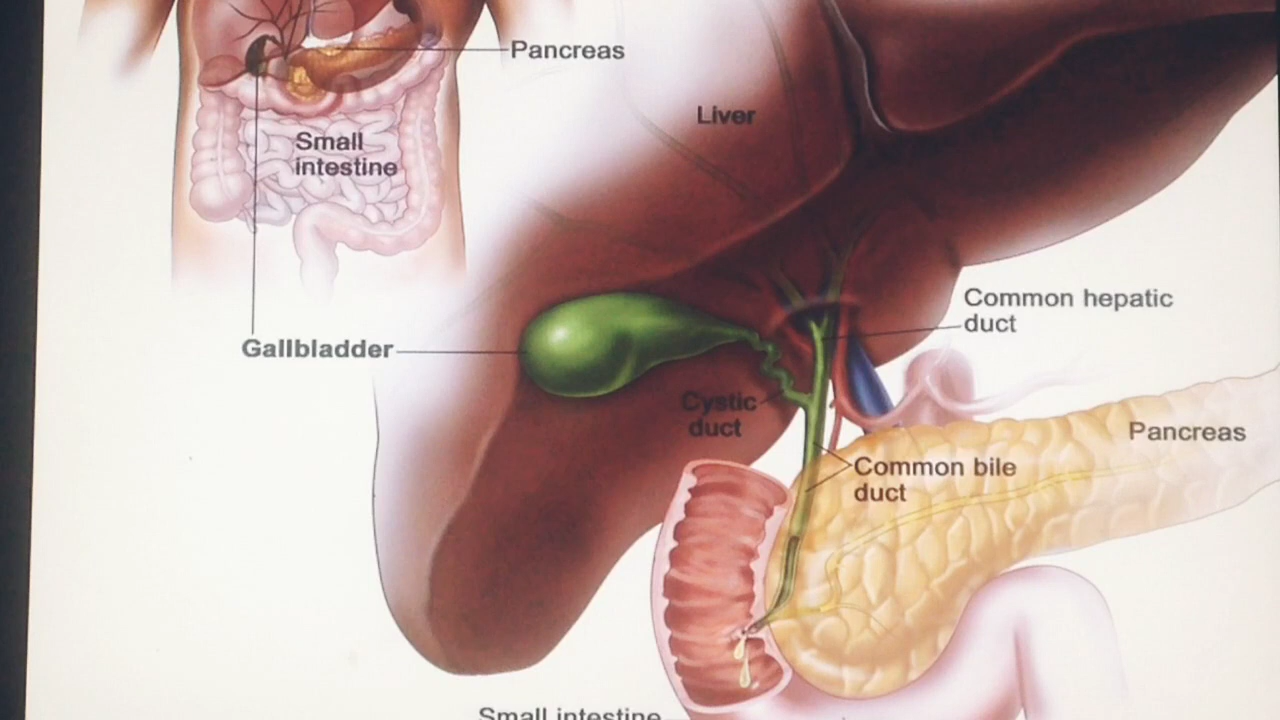 Pancreas
Liver
Small
intestine
Common hepatic
duct
Gallbladder
Cystic
duct
Pancreas
Common bile
duct
Small intestine